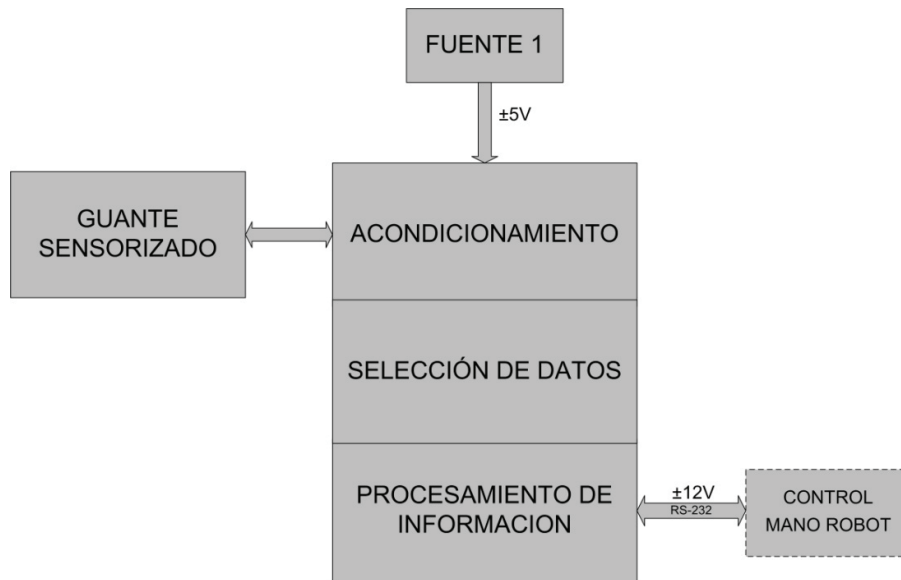 FUENTE 1
±5V
GUANTE
SENSORIZADO
ACONDICIONAMIENTO
SELECCIÓN DE DATOS
PROCESAMIENTO DE
INFORMACION
±12V
RS-232
CONTROL
MANO ROBOT